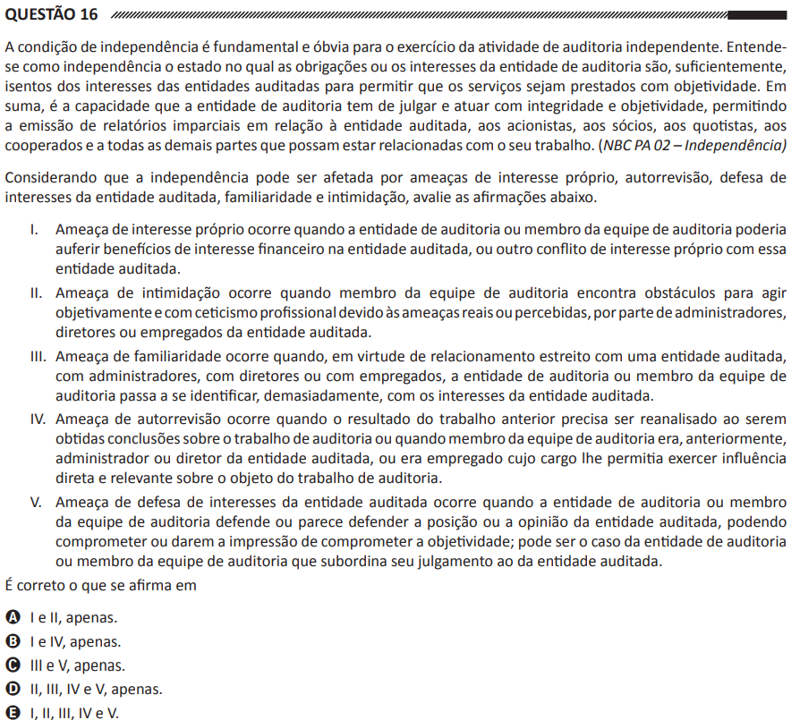 QUESTÃO 16
A condição de independência é fundamental e óbvia para o exercício da atividade de auditoria independente. Entende-
se como independência o estado no qual as obrigações ou os interesses da entidade de auditoria são, suficientemente,
isentos dos interesses das entidades auditadas para permitir que os serviços sejam prestados com objetividade. Em
suma, é a capacidade que a entidade de auditoria tem de julgar e atuar com integridade e objetividade, permitindo
a emissão de relatórios imparciais em relação à entidade auditada, aos acionistas, aos sócios, aos quotistas, aos
cooperados e a todas as demais partes que possam estar relacionadas com o seu trabalho. (NBC PA 02 – Independência)
Considerando que a independência pode ser afetada por ameaças de interesse próprio, autorrevisão, defesa de
interesses da entidade auditada, familiaridade e intimidação, avalie as afirmações abaixo.
I. Ameaça de interesse próprio ocorre quando a entidade de auditoria ou membro da equipe de auditoria poderia
auferir benefícios de interesse financeiro na entidade auditada, ou outro conflito de interesse próprio com essa
entidade auditada.
II. Ameaça de intimidação ocorre quando membro da equipe de auditoria encontra obstáculos para agir
objetivamente e com ceticismo profissional devido às ameaças reais ou percebidas, por parte de administradores,
diretores ou empregados da entidade auditada.
III. Ameaça de familiaridade ocorre quando, em virtude de relacionamento estreito com uma entidade auditada,
com administradores, com diretores ou com empregados, a entidade de auditoria ou membro da equipe de
auditoria passa a se identificar, demasiadamente, com os interesses da entidade auditada.
IV. Ameaça de autorrevisão ocorre quando o resultado do trabalho anterior precisa ser reanalisado ao serem
obtidas conclusões sobre o trabalho de auditoria ou quando membro da equipe de auditoria era, anteriormente,
administrador ou diretor da entidade auditada, ou era empregado cujo cargo lhe permitia exercer influência
direta e relevante sobre o objeto do trabalho de auditoria.
V. Ameaça de defesa de interesses da entidade auditada ocorre quando a entidade de auditoria ou membro
da equipe de auditoria defende ou parece defender a posição ou a opinião da entidade auditada, podendo
comprometer ou darem a impressão de comprometer a objetividade; pode ser o caso da entidade de auditoria
ou membro da equipe de auditoria que subordina seu julgamento ao da entidade auditada.
É correto o que se afirma em
A I e II, apenas.
B I e IV, apenas.
C III e V, apenas.
D II, III, IV e V, apenas.
E I, II, III, IV e V.